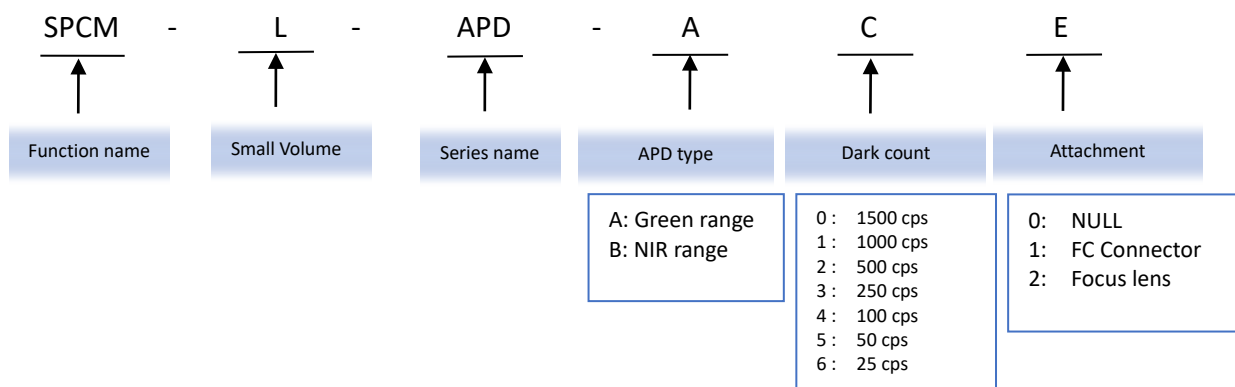 SPCM - L - APD - A C E
Function name Small Volume Series name APD type Dark count Attachment
A: Green range
B: NIR range
0 : 1500 cps
1 : 1000 cps
2 : 500 cps
3 : 250 cps
4 : 100 cps
5 : 50 cps
6 : 25 cps
0: NULL
1: FC Connector
2: Focus lens